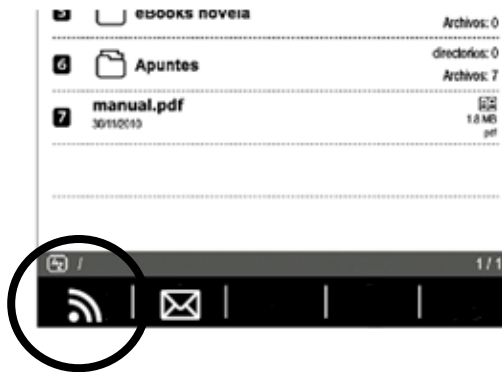 5 eBooks novela
Archivos: 0
6 Apuntes
directorios: 0
Archivos: 7
7 manual.pdf
30/11/2010
1.8 MB
pdf
/ 1 / 1